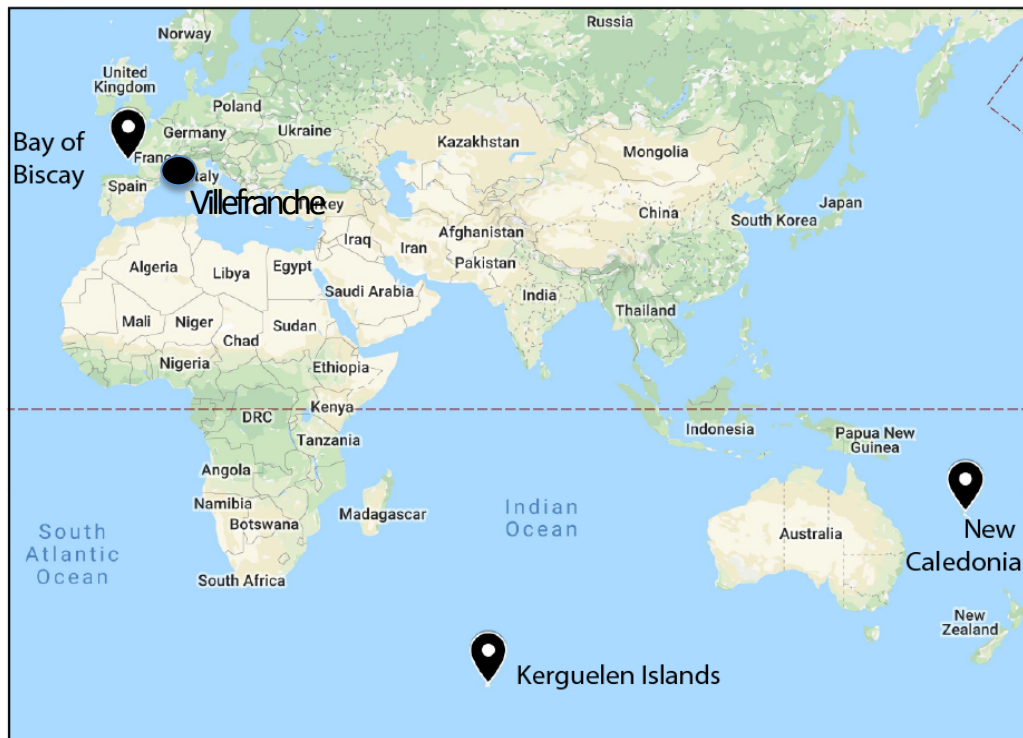 Russia
Norway
United
Kingdom
Poland
Bay of
Biscay
Germany
Ukraine
Kazakhstan
Mongolia
Franc
Italy
Spain
Villefranche
Turkey
Japan
South Korea
China
Afghanistan
Iraq
Iran
Pakistan
Algeria
Libya
Egypt
Saudi Arabia
India
Thailand
Mali
Niger
Chad
Sudan
Nigeria
Ethiopia
DRC
Kenya
Tanzania
Indonesia
Papua New
Guinea
Angola
Namibia
Botswana
Madagascar
Indian
Ocean
Australia
New
Caledonia
South
Atlantic
Ocean
South Africa
New
Zealand
Kerguelen Islands